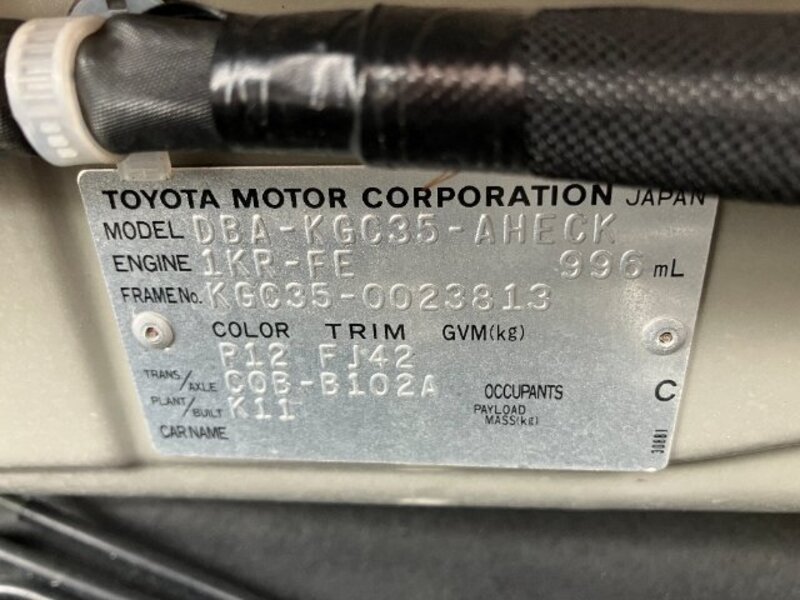 TOYOTA MOTOR CORPORATION JAPAN
MODEL DBA-KGC35-AHECK
ENGINE 1KR-FE 996 mL
FRAME No. KGC35-0023813
COLOR TRIM GVM(kg)
P12 FJ42
TRANS/AXLE C0B-B102A OCCUPANTS C
PLANT/BUILT K11 PAYLOAD MASS(kg)
CAR NAME